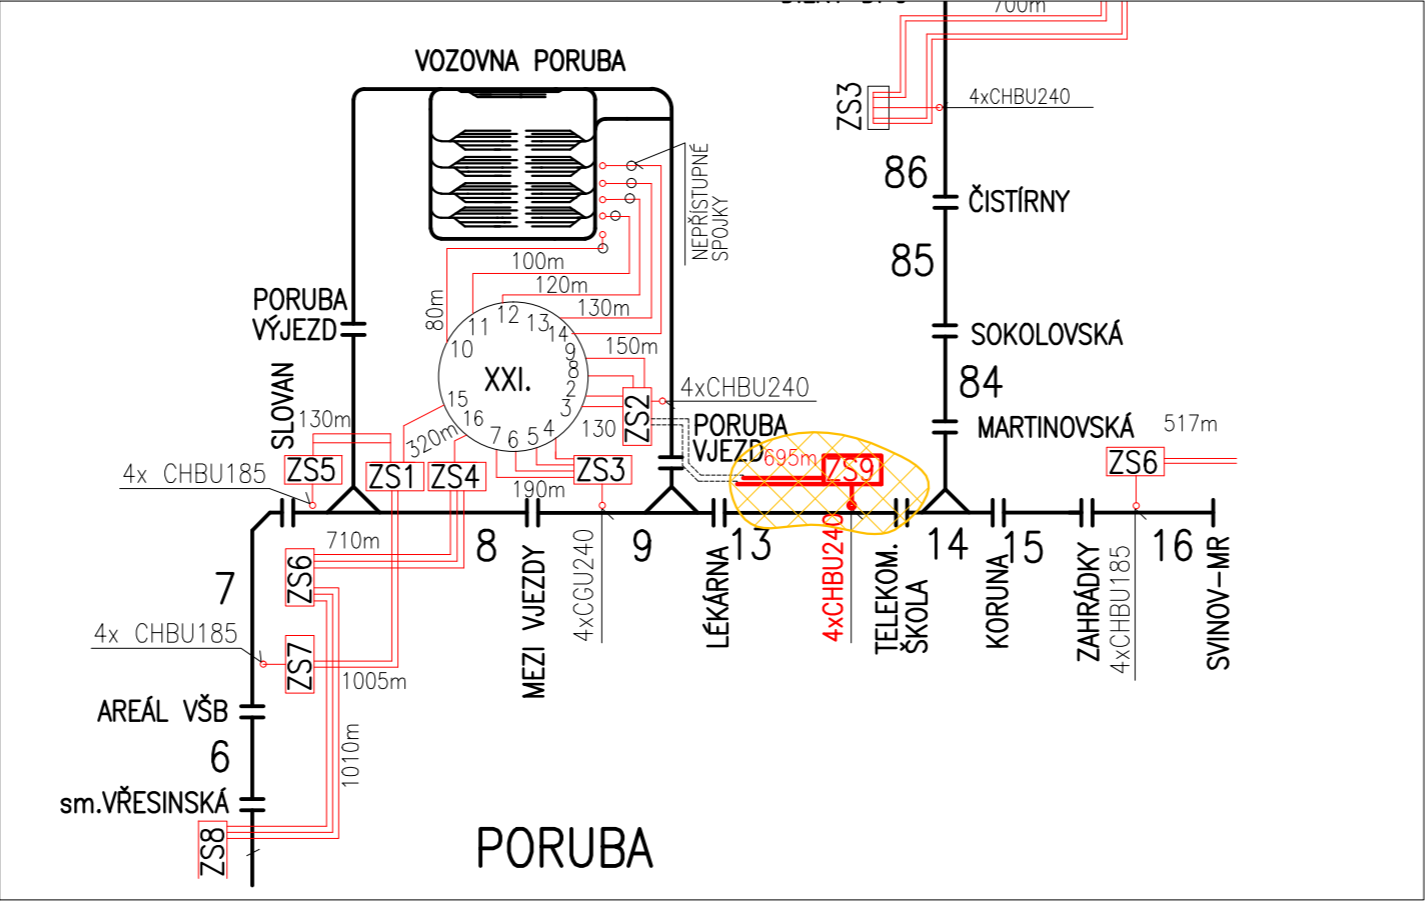 700m
VOZOVNA PORUBA
ZS3
4xCHBU240
86
ČISTÍRNY
NEPŘÍSTUPNÉ
SPOJKY
85
100m
120m
130m
80m
PORUBA
VÝJEZD
SOKOLOVSKÁ
10
11
12
13
14
9
8
2
3
4
5
6
7
16
15
XXI.
150m
84
4xCHBU240
ZS2
130
SLOVAN
130m
320m
MARTINOVSKÁ
517m
PORUBA
VJEZD
695m
ZS9
4x CHBU185
ZS5
ZS1
ZS4
ZS3
ZS6
190m
710m
8
9
13
14
15
16
ZS6
7
MEZI VJEZDY
4xCGU240
LÉKÁRNA
4xCHBU240
TELEKOM.
ŠKOLA
KORUNA
ZAHRÁDKY
4xCHBU185
SVINOV-MR
4x CHBU185
ZS7
1005m
AREÁL VŠB
6
1010m
sm.VŘESINSKÁ
ZS8
PORUBA